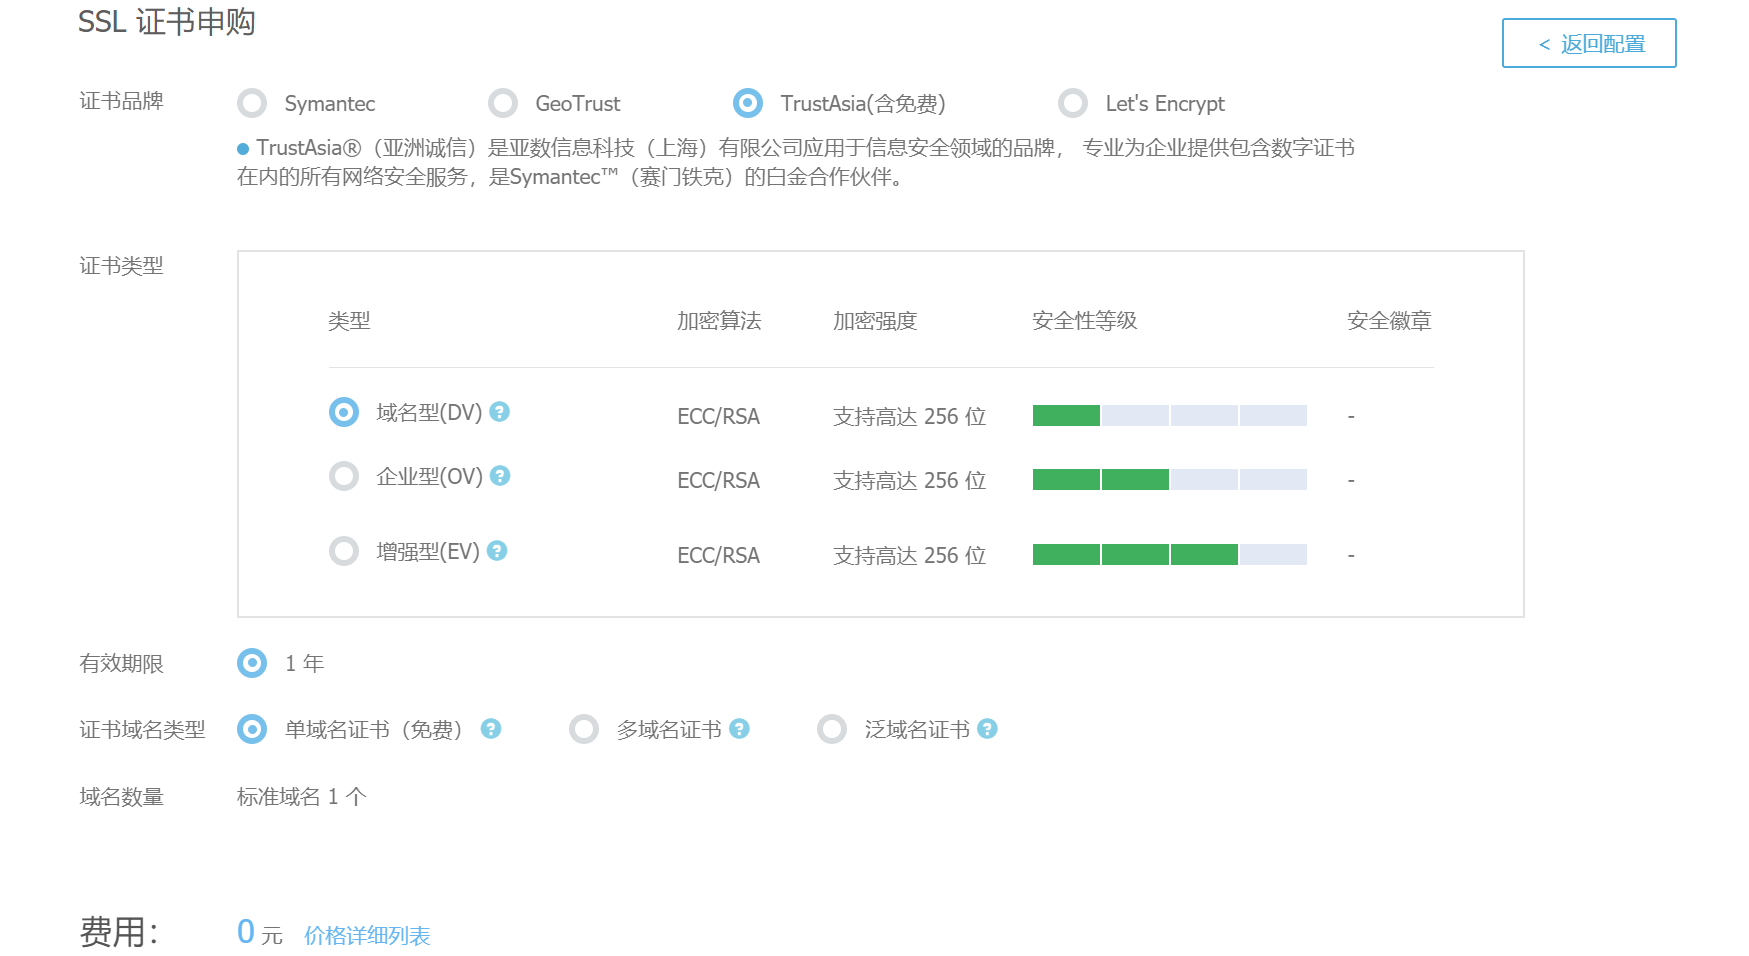 SSL 证书申购
< 返回配置
证书品牌 Symantec GeoTrust TrustAsia(含免费) Let's Encrypt
TrustAsia®（亚洲诚信）是亚数信息科技（上海）有限公司应用于信息安全领域的品牌， 专业为企业提供包含数字证书
在内的所有网络安全服务，是Symantec™（赛门铁克）的白金合作伙伴。
证书类型
类型 加密算法 加密强度 安全性等级 安全徽章
域名型(DV) ? ECC/RSA 支持高达 256 位 -
企业型(OV) ? ECC/RSA 支持高达 256 位 -
增强型(EV) ? ECC/RSA 支持高达 256 位 -
有效期限 1 年
证书域名类型 单域名证书（免费） ? 多域名证书 ? 泛域名证书 ?
域名数量 标准域名 1 个
费用： 0 元 价格详细列表